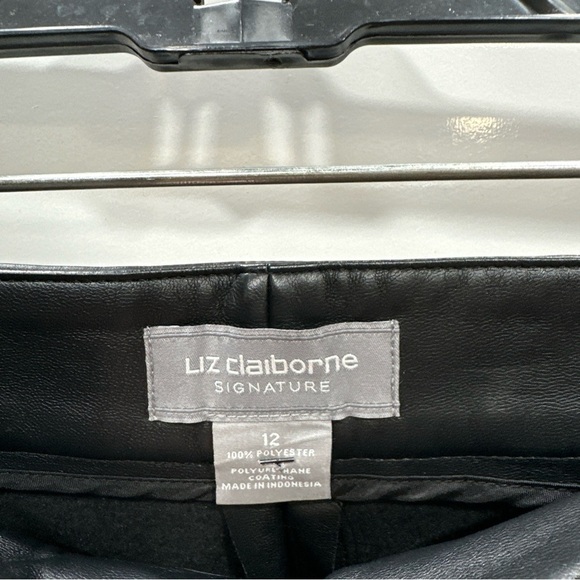 LIZ claiborne
SIGNATURE
12
100% POLYESTER
POLYURETHANE
COATING
MADE IN INDONESIA